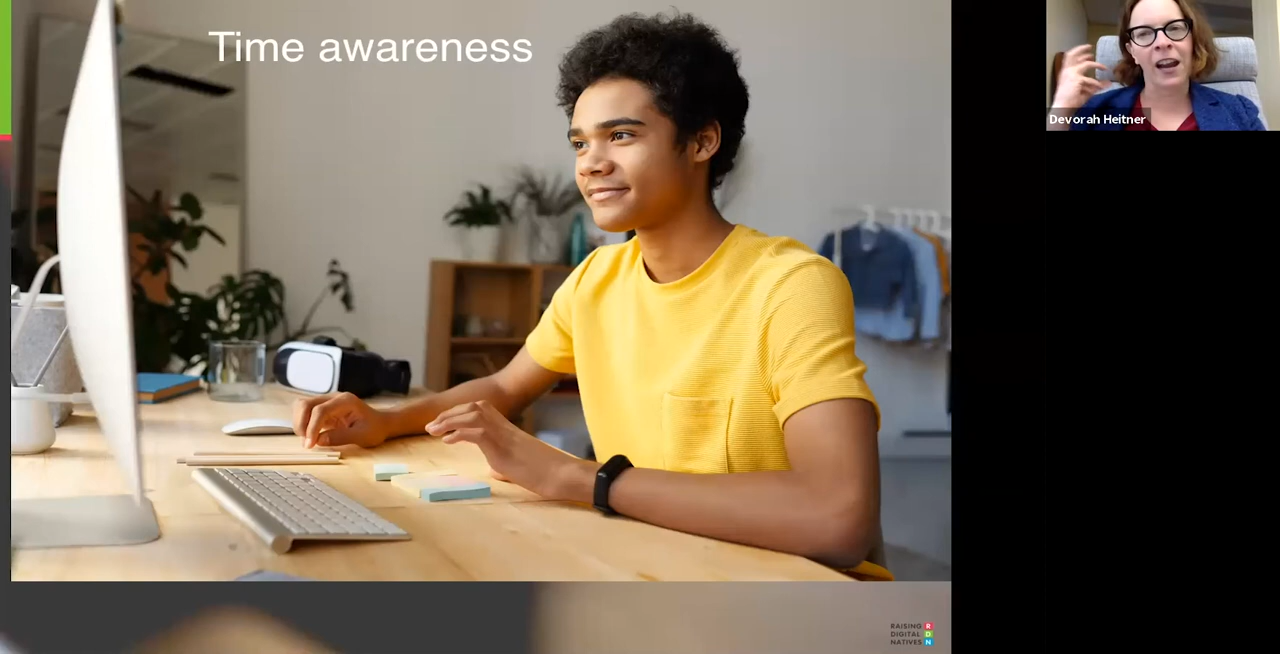 Time awareness
Devorah Heitner
RAISING R
DIGITAL D
NATIVES N